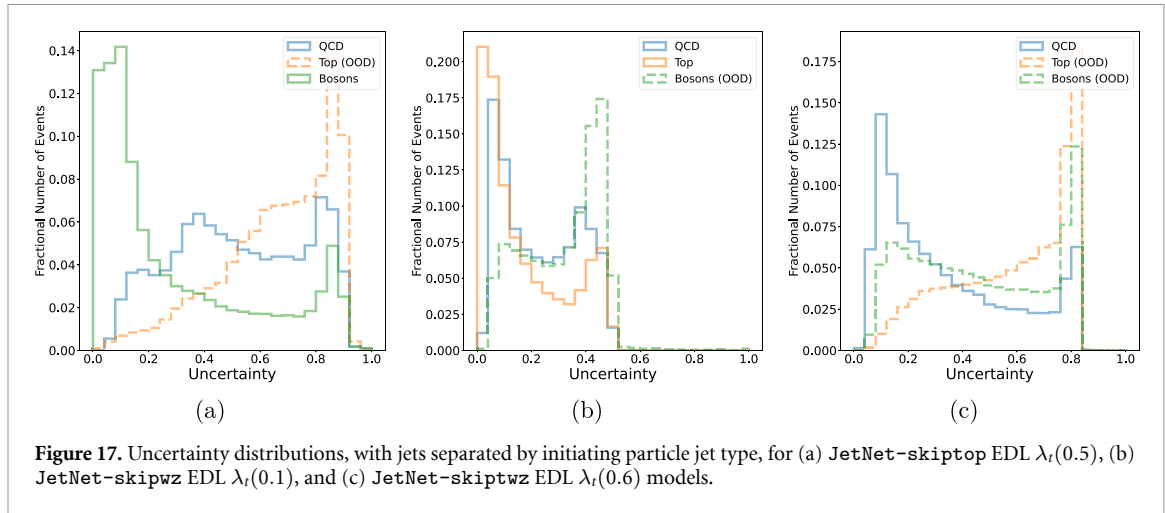 0.14
0.12
0.10
0.08
0.06
0.04
0.02
0.00
Fractional Number of Events
QCD
Top (OOD)
Bosons
0.0 0.2 0.4 0.6 0.8 1.0
Uncertainty
(a)
0.200
0.175
0.150
0.125
0.100
0.075
0.050
0.025
0.000
Fractional Number of Events
QCD
Top
Bosons (OOD)
0.0 0.2 0.4 0.6 0.8 1.0
Uncertainty
(b)
0.175
0.150
0.125
0.100
0.075
0.050
0.025
0.000
Fractional Number of Events
QCD
Top (OOD)
Bosons (OOD)
0.0 0.2 0.4 0.6 0.8 1.0
Uncertainty
(c)
Figure 17. Uncertainty distributions, with jets separated by initiating particle jet type, for (a) JetNet-skiptop EDL λt(0.5), (b)
JetNet-skipwz EDL λt(0.1), and (c) JetNet-skiptwz EDL λt(0.6) models.